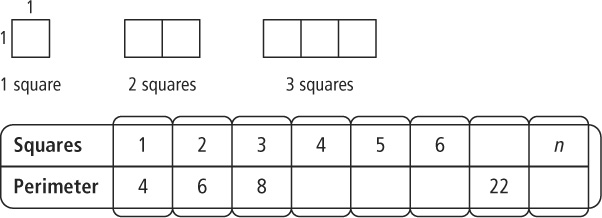 1
1
1 square 2 squares 3 squares
Squares 1 2 3 4 5 6 n
Perimeter 4 6 8 22